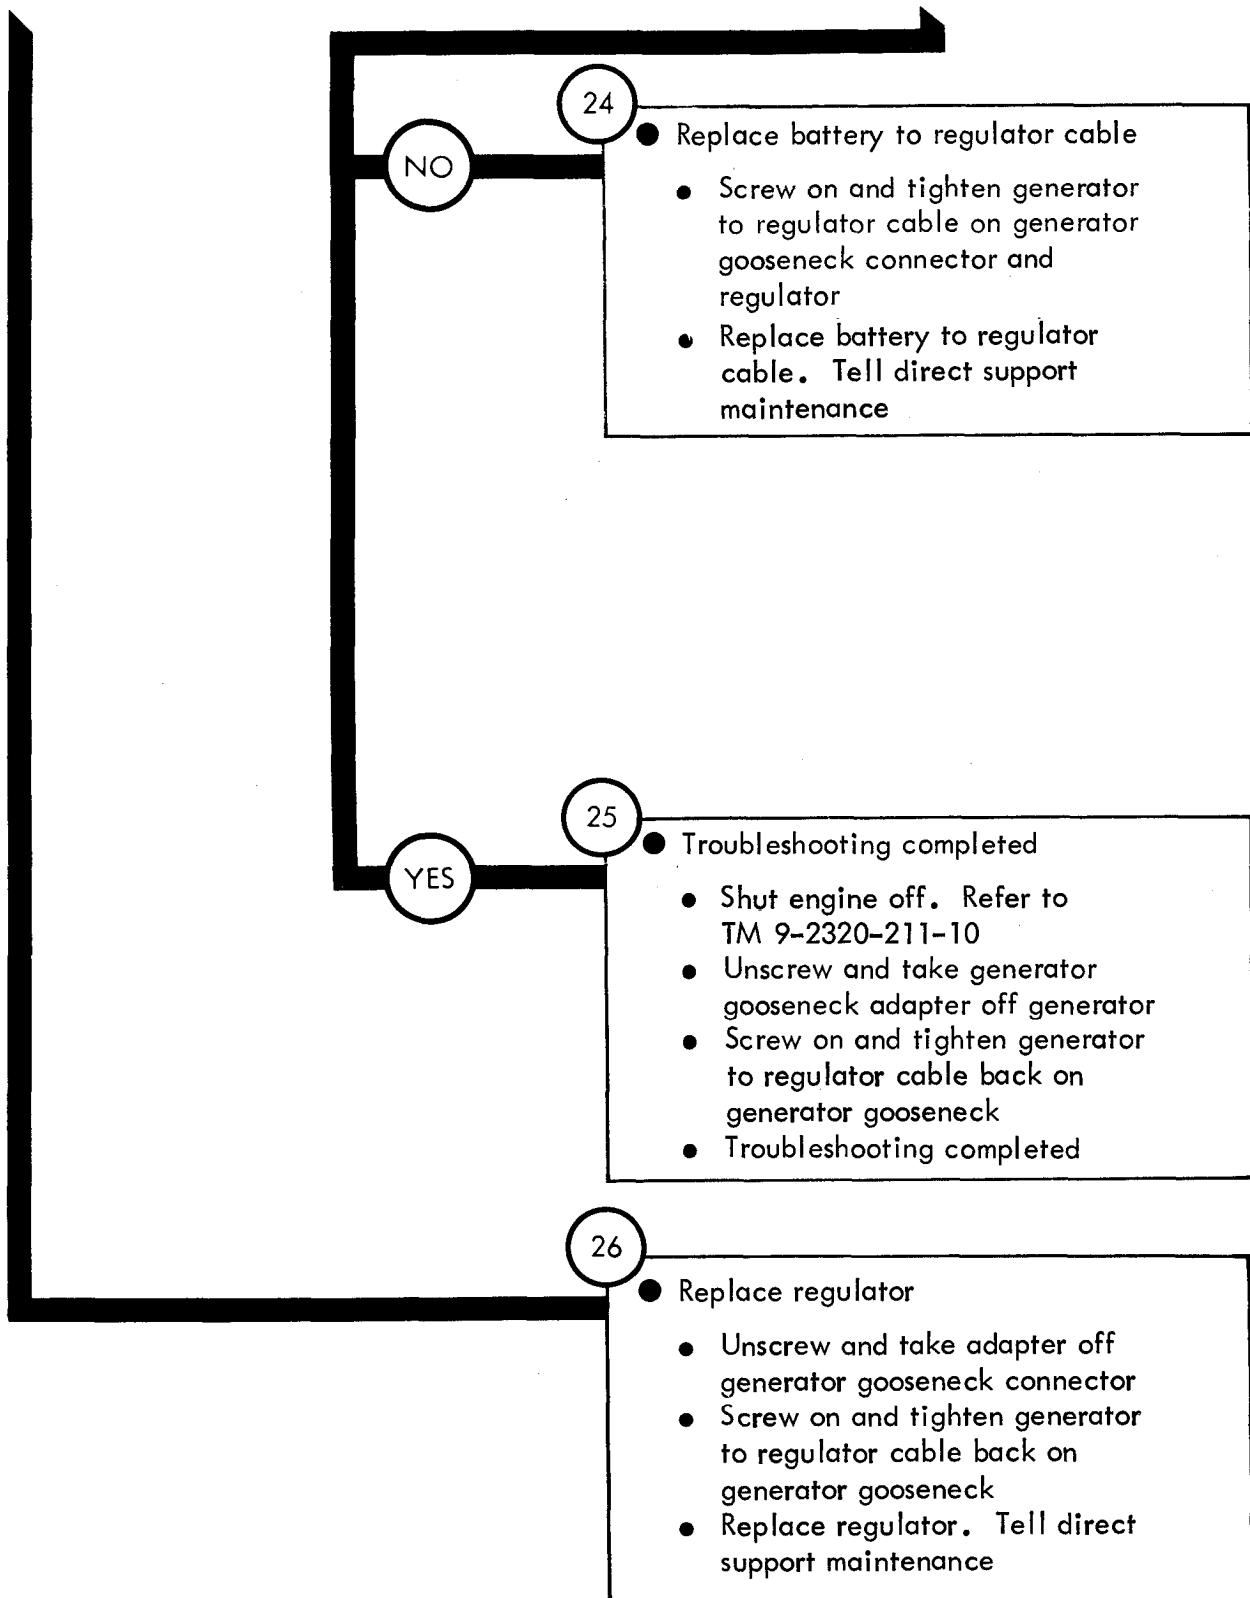 24
NO
● Replace battery to regulator cable
● Screw on and tighten generator
to regulator cable on generator
gooseneck connector and
regulator
● Replace battery to regulator
cable. Tell direct support
maintenance
25
YES
● Troubleshooting completed
● Shut engine off. Refer to
TM 9-2320-211-10
● Unscrew and take generator
gooseneck adapter off generator
● Screw on and tighten generator
to regulator cable back on
generator gooseneck
● Troubleshooting completed
26
● Replace regulator
● Unscrew and take adapter off
generator gooseneck connector
● Screw on and tighten generator
to regulator cable back on
generator gooseneck
● Replace regulator. Tell direct
support maintenance